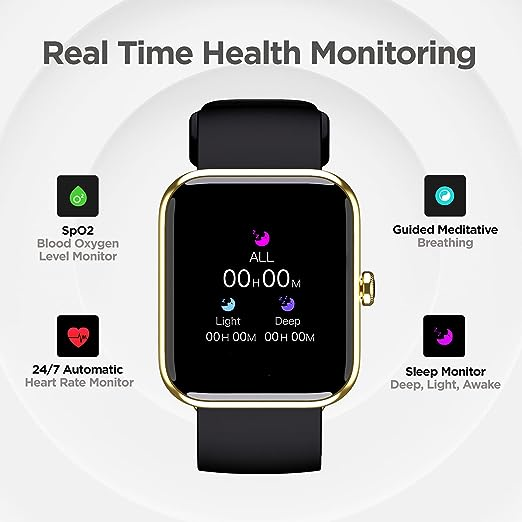 Real Time Health Monitoring
O²
SpO2
Blood Oxygen
Level Monitor
Guided Meditative
Breathing
ALL
00H00M
Light
Deep
00H 00M
00H 00M
24/7 Automatic
Heart Rate Monitor
Sleep Monitor
Deep, Light, Awake